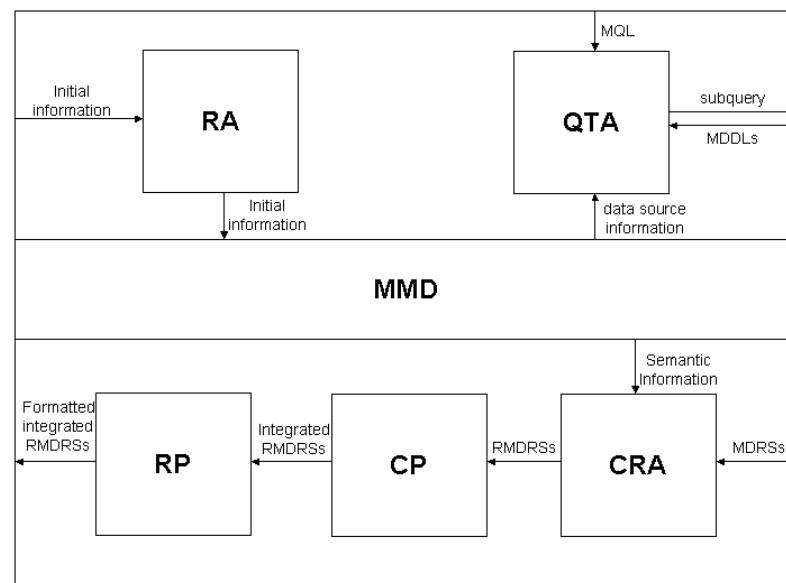 MQL
Initial
information
RA
QTA
subquery
MDDLs
Initial
information
data source
information
MMD
Semantic
Information
Formatted
integrated
RMDRSs
RP
Integrated
RMDRSs
CP
RMDRSs
CRA
MDRSs